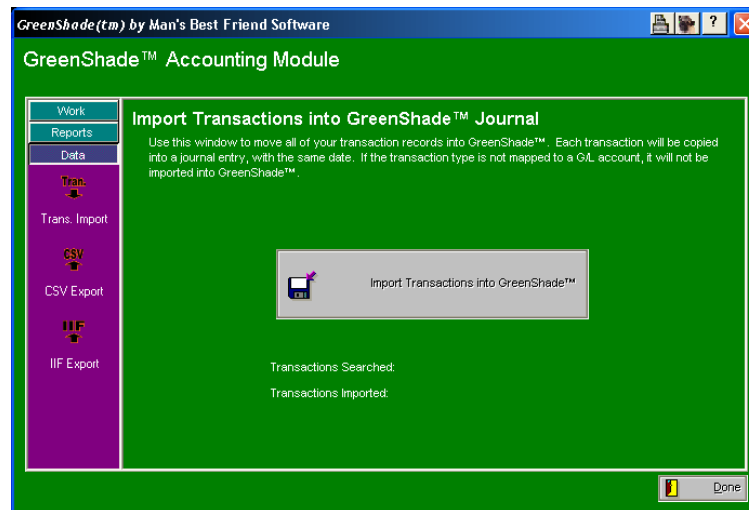 GreenShade(tm) by Man's Best Friend Software
?
GreenShade™ Accounting Module
Work
Reports
Data
Tran.
Trans. Import
CSV
CSV Export
IIF
IIF Export
Import Transactions into GreenShade™ Journal
Use this window to move all of your transaction records into GreenShade™. Each transaction will be copied
into a journal entry, with the same date. If the transaction type is not mapped to a G/L account, it will not be
imported into GreenShade™.
Import Transactions into GreenShade™
Transactions Searched:
Transactions Imported:
Done